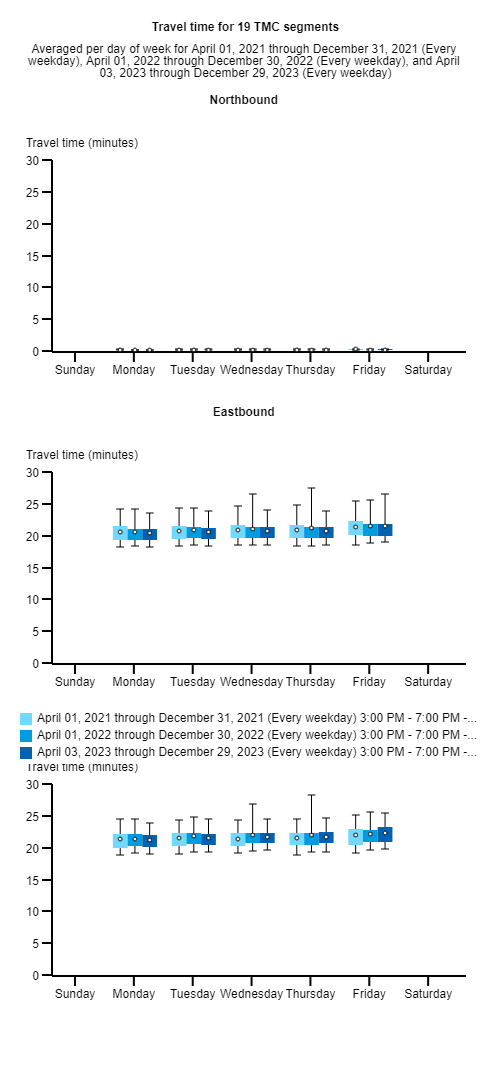 Travel time for 19 TMC segments
Averaged per day of week for April 01, 2021 through December 31, 2021 (Every
weekday), April 01, 2022 through December 30, 2022 (Every weekday), and April
03, 2023 through December 29, 2023 (Every weekday)
Northbound
Travel time (minutes)
30
25
20
15
10
5
0
Sunday Monday Tuesday Wednesday Thursday Friday Saturday
Eastbound
Travel time (minutes)
30
25
20
15
10
5
0
Sunday Monday Tuesday Wednesday Thursday Friday Saturday
April 01, 2021 through December 31, 2021 (Every weekday) 3:00 PM - 7:00 PM -...
April 01, 2022 through December 30, 2022 (Every weekday) 3:00 PM - 7:00 PM -...
April 03, 2023 through December 29, 2023 (Every weekday) 3:00 PM - 7:00 PM -...
Travel time (minutes)
30
25
20
15
10
5
0
Sunday Monday Tuesday Wednesday Thursday Friday Saturday